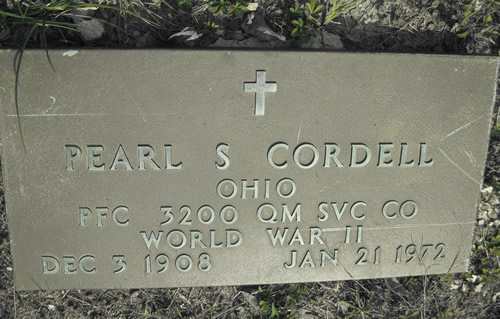 PEARL S CORDELL
OHIO
PFC 3200 QM SVC CO
WORLD WAR II
DEC 3 1908 JAN 21 1972